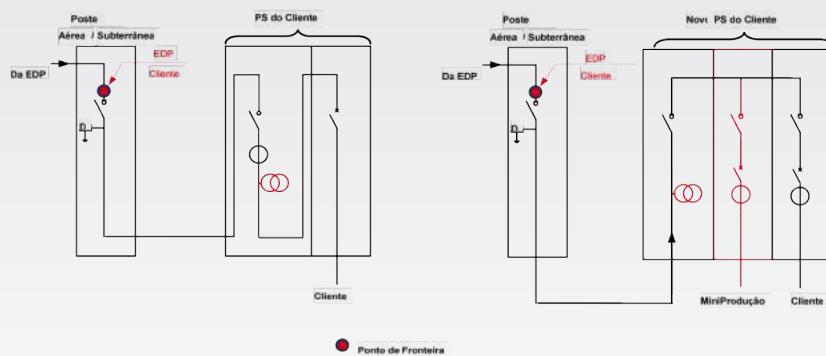 Poste
Aérea / Subterrânea
PS do Cliente
EDP
Cliente
Da EDP
D
Cliente
Poste
Aérea / Subterrânea
PS do Cliente
EDP
Cliente
Da EDP
D
MiniProdução
Cliente
Ponto de Fronteira